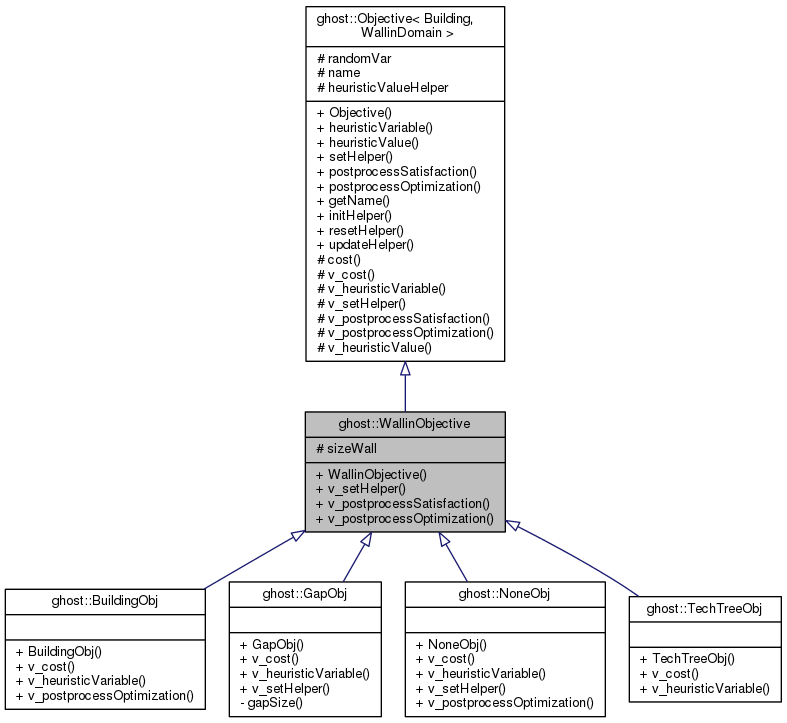 ghost::Objective< Building,
WallinDomain >
# randomVar
# name
# heuristicValueHelper
+ Objective()
+ heuristicVariable()
+ heuristicValue()
+ setHelper()
+ postprocessSatisfaction()
+ postprocessOptimization()
+ getName()
+ initHelper()
+ resetHelper()
+ updateHelper()
# cost()
# v_cost()
# v_heuristicVariable()
# v_setHelper()
# v_postprocessSatisfaction()
# v_postprocessOptimization()
# v_heuristicValue()
ghost::WallinObjective
# sizeWall
+ WallinObjective()
+ v_setHelper()
+ v_postprocessSatisfaction()
+ v_postprocessOptimization()
ghost::BuildingObj
+ BuildingObj()
+ v_cost()
+ v_heuristicVariable()
+ v_postprocessOptimization()
ghost::GapObj
+ GapObj()
+ v_cost()
+ v_heuristicVariable()
+ v_setHelper()
- gapSize()
ghost::NoneObj
+ NoneObj()
+ v_cost()
+ v_heuristicVariable()
+ v_setHelper()
+ v_postprocessOptimization()
ghost::TechTreeObj
+ TechTreeObj()
+ v_cost()
+ v_heuristicVariable()